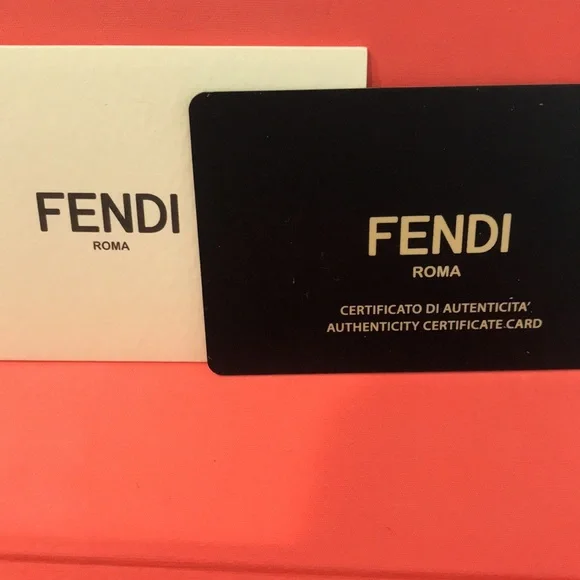 FENDI
ROMA
FENDI
ROMA
CERTIFICATO DI AUTENTICITA'
AUTHENTICITY CERTIFICATE CARD